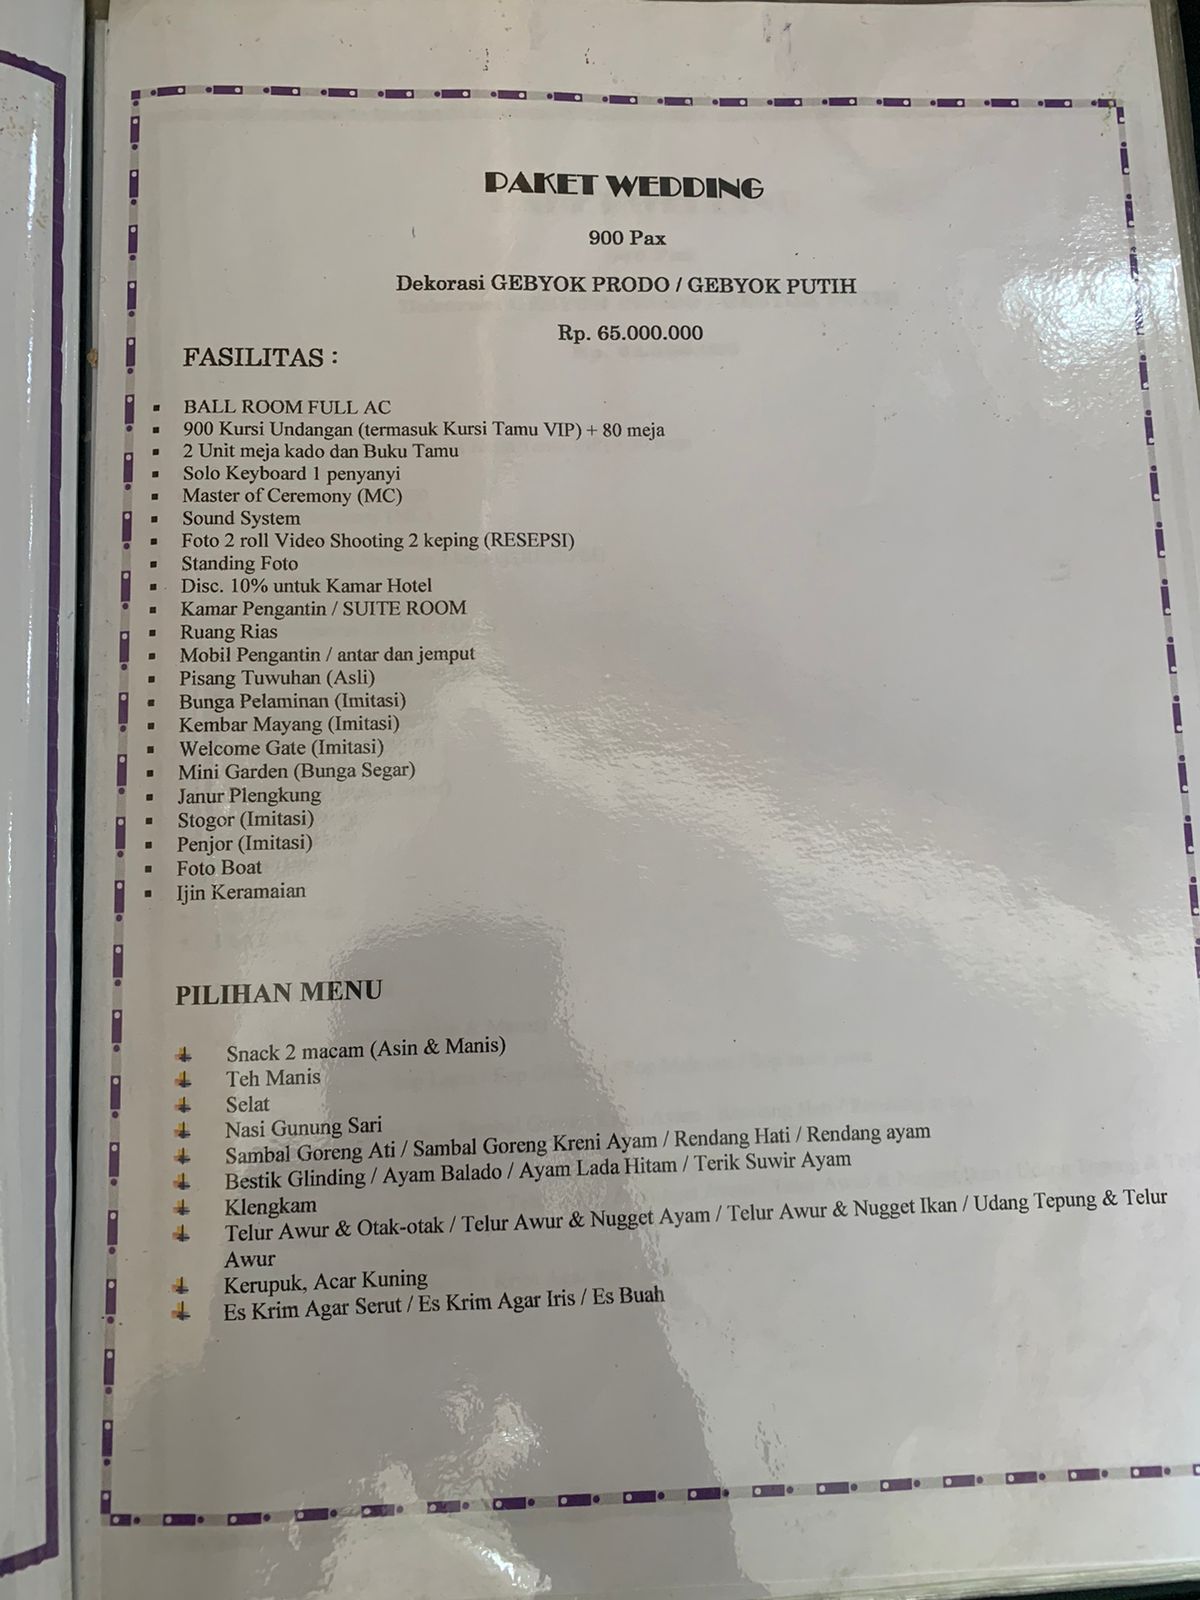 PAKET WEDDING
900 Pax
Dekorasi GEBYOK PRODO / GEBYOK PUTIH
Rp. 65.000.000
FASILITAS :
▪ BALL ROOM FULL AC
▪ 900 Kursi Undangan (termasuk Kursi Tamu VIP) + 80 meja
▪ 2 Unit meja kado dan Buku Tamu
▪ Solo Keyboard 1 penyanyi
▪ Master of Ceremony (MC)
▪ Sound System
▪ Foto 2 roll Video Shooting 2 keping (RESEPSI)
▪ Standing Foto
▪ Disc. 10% untuk Kamar Hotel
▪ Kamar Pengantin / SUITE ROOM
▪ Ruang Rias
▪ Mobil Pengantin / antar dan jemput
▪ Pisang Tuwuhan (Asli)
▪ Bunga Pelaminan (Imitasi)
▪ Kembar Mayang (Imitasi)
▪ Welcome Gate (Imitasi)
▪ Mini Garden (Bunga Segar)
▪ Janur Plengkung
▪ Stogor (Imitasi)
▪ Penjor (Imitasi)
▪ Foto Boat
▪ Ijin Keramaian
PILIHAN MENU
Snack 2 macam (Asin & Manis)
Teh Manis
Selat
Nasi Gunung Sari
Sambal Goreng Ati / Sambal Goreng Kreni Ayam / Rendang Hati / Rendang ayam
Bestik Glinding / Ayam Balado / Ayam Lada Hitam / Terik Suwir Ayam
Klengkam
Telur Awur & Otak-otak / Telur Awur & Nugget Ayam / Telur Awur & Nugget Ikan / Udang Tepung & Telur
Awur
Kerupuk, Acar Kuning
Es Krim Agar Serut / Es Krim Agar Iris / Es Buah